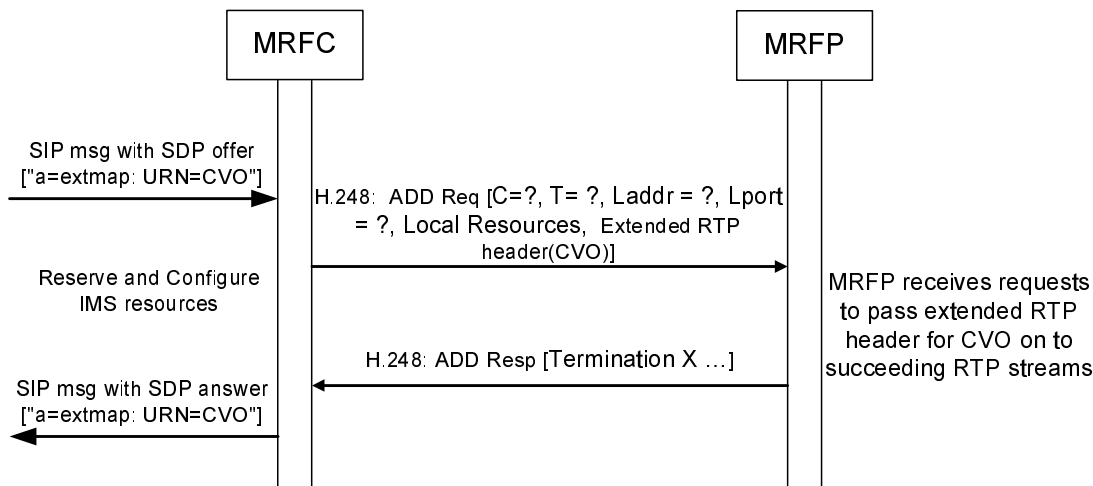 MRFC
MRFP
SIP msg with SDP offer
["a=extmap: URN=CVO"]
H.248: ADD Req [C=?, T= ?, Laddr = ?, Lport
= ?, Local Resources, Extended RTP
header(CVO)]
Reserve and Configure
IMS resources
MRFP receives requests
to pass extended RTP
header for CVO on to
succeeding RTP streams
H.248: ADD Resp [Termination X ...]
SIP msg with SDP answer
["a=extmap: URN=CVO"]